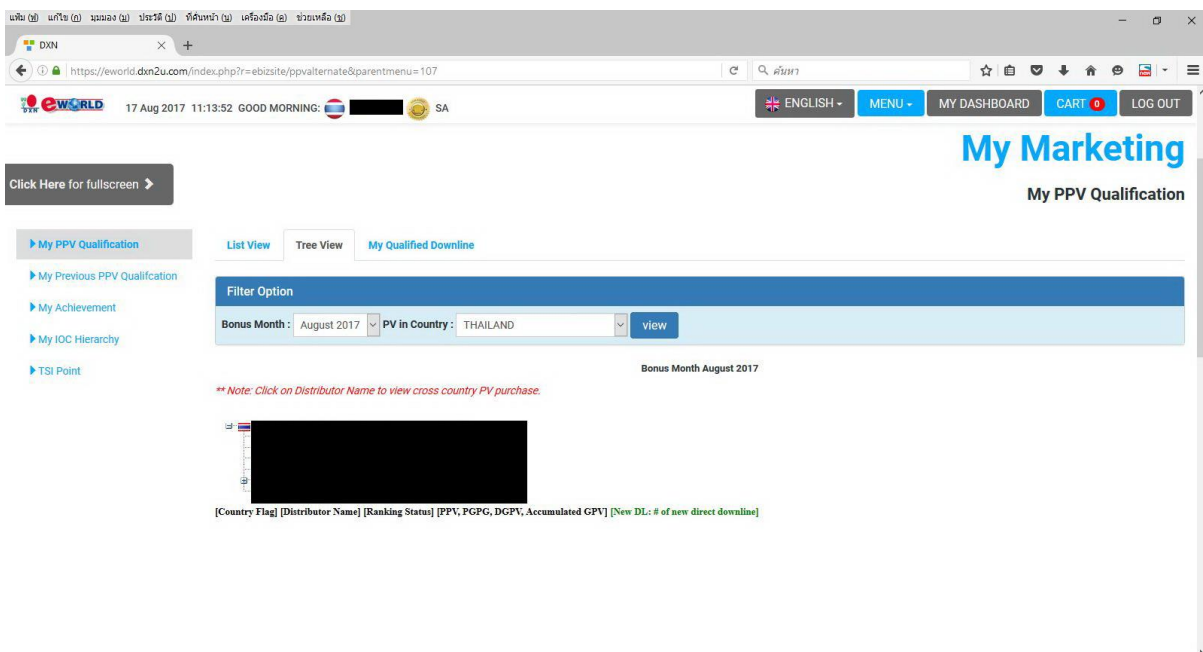 แฟ้ม (ฟ) แก้ไข (ก) มุมมอง (ม) ประวัติ (ป) ที่คั่นหน้า (น) เครื่องมือ (ค) ช่วยเหลือ (ช)
DXN
https://eworld.dxn2u.com/index.php?r=ebizsite/ppvalternate&parentmenu=107 ค้นหา
DXN eWORLD 17 Aug 2017 11:13:52 GOOD MORNING: SA ENGLISH MENU MY DASHBOARD CART 0 LOG OUT
My Marketing
Click Here for fullscreen
My PPV Qualification
My PPV Qualification List View Tree View My Qualified Downline
My Previous PPV Qualifcation
Filter Option
My Achievement
Bonus Month : August 2017 PV in Country : THAILAND view
My IOC Hierarchy
TSI Point
Bonus Month August 2017
** Note: Click on Distributor Name to view cross country PV purchase.
[Country Flag] [Distributor Name] [Ranking Status] [PPV, PGPG, DGPV, Accumulated GPV] [New DL: # of new direct downline]